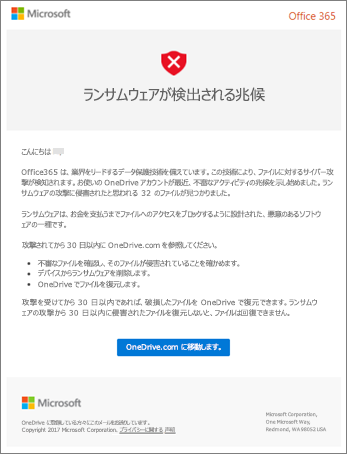 Microsoft
Office 365
ランサムウェアが検出される兆候
こんにちは
Office365 は、業界をリードするデータ保護技術を備えています。この技術により、ファイルに対するサイバー攻
撃が検知されます。お使いの OneDrive アカウントが最近、不審なアクティビティの兆候を示し始めました。ラン
サムウェアの攻撃に侵害されたと思われる 32 のファイルが見つかりました。
ランサムウェアは、お金を支払うまでファイルへのアクセスをブロックするように設計された、悪意のあるソフトウ
ェアの一種です。
攻撃されてから 30 日以内に OneDrive.com を参照してください。
• 不審なファイルを確認し、そのファイルが侵害されていることを確かめます。
• デバイスからランサムウェアを削除します。
• OneDrive でファイルを復元します。
攻撃を受けてから 30 日以内であれば、破損したファイルを OneDrive で復元できます。ランサムウ
ェアの攻撃から 30 日以内に侵害されたファイルを復元しないと、ファイルは回復できません。
OneDrive.com に移動します。
Microsoft
OneDrive に登録している方々にこのメールをお送りしています。
Copyright 2017 Microsoft Corporation. プライバシーに関する 声明
Microsoft Corporation,
One Microsoft Way,
Redmond, WA 98052 USA